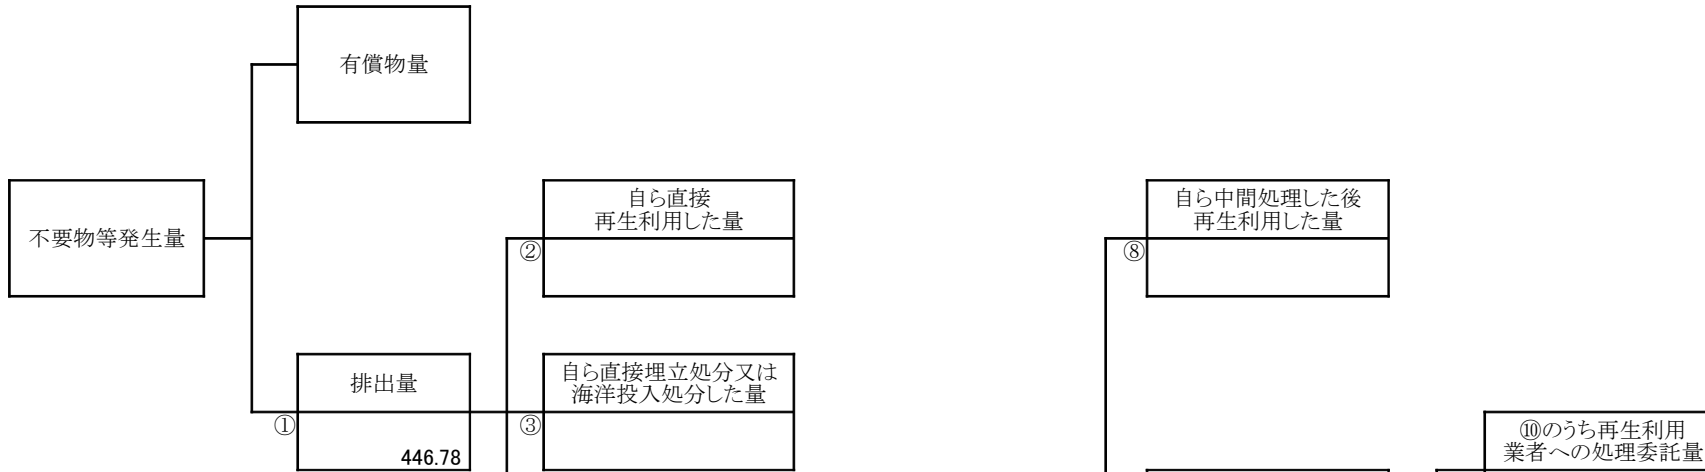 有償物量
不要物等発生量
自ら直接
再生利用した量
②
自ら中間処理した後
再生利用した量
⑧
排出量
①
446.78
自ら直接埋立処分又は
海洋投入処分した量
③
⑩のうち再生利用
業者への処理委託量